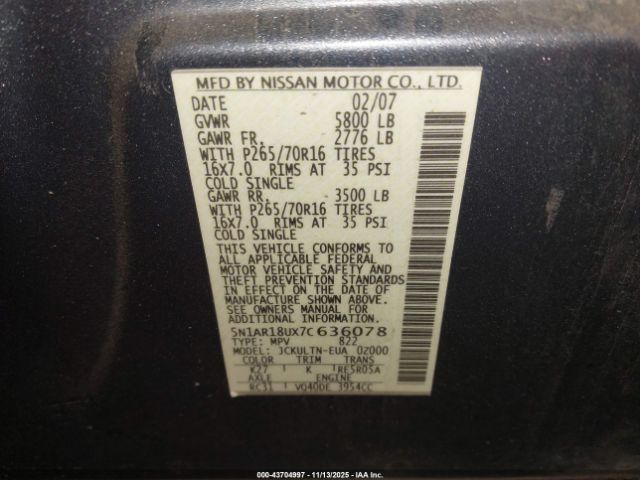 MFD BY NISSAN MOTOR CO., LTD.
DATE 02/07
GVWR 5800 LB
GAWR FR. 2776 LB
WITH P265/70R16 TIRES
16X7.0 RIMS AT 35 PSI
COLD SINGLE
GAWR RR. 3500 LB
WITH P265/70R16 TIRES
16X7.0 RIMS AT 35 PSI
COLD SINGLE
THIS VEHICLE CONFORMS TO
ALL APPLICABLE FEDERAL
MOTOR VEHICLE SAFETY AND
THEFT PREVENTION STANDARDS
IN EFFECT ON THE DATE OF
MANUFACTURE SHOWN ABOVE.
SEE OWNERS MANUAL FOR
ADDITIONAL INFORMATION.
5N1AR18UX7C636078
TYPE: MPV 822
MODEL: JCKULTN-EUA 02000
COLOR TRIM TRANS
K27 K RE5R05A
AXLE ENGINE
RC31 VQ40DE 3954CC
000-43704997 - 11/13/2025 - IAA Inc.